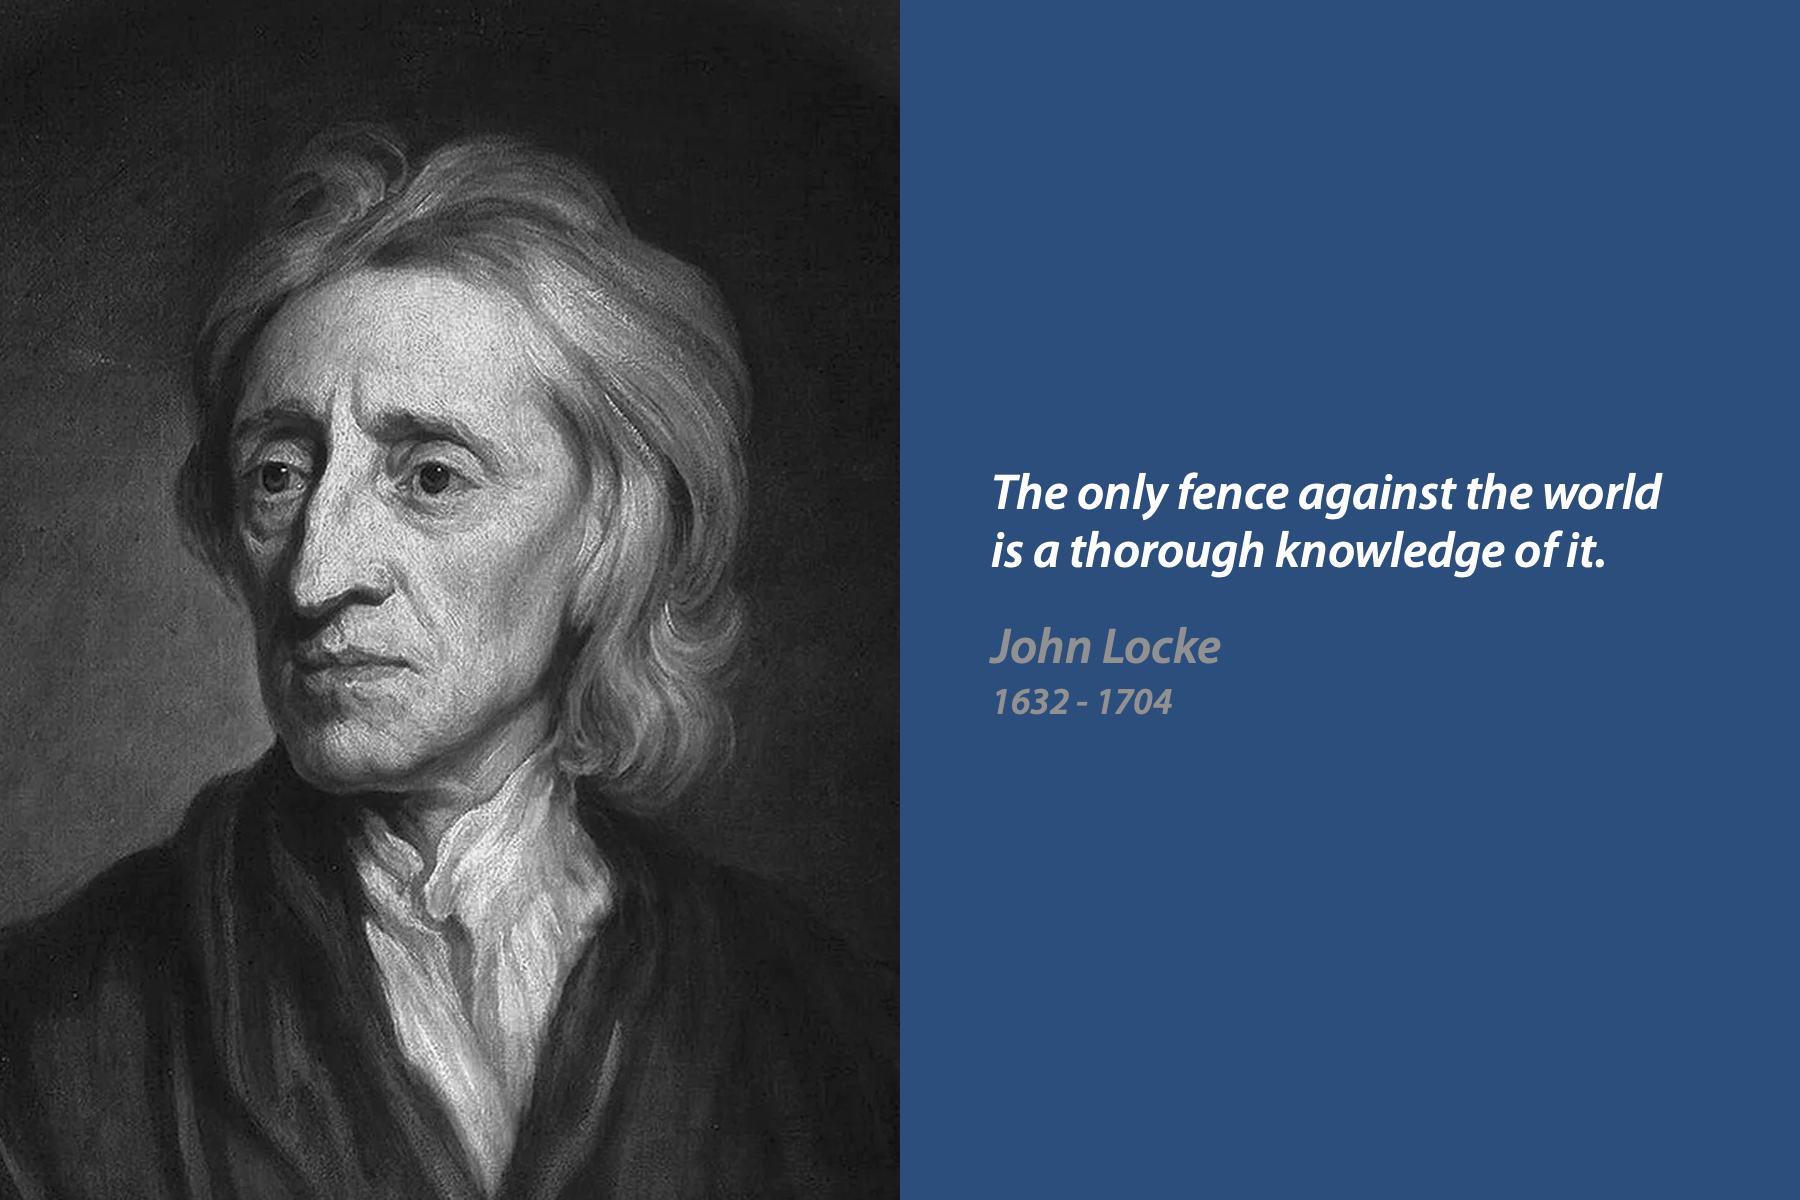 The only fence against the world
is a thorough knowledge of it.
John Locke
1632 - 1704